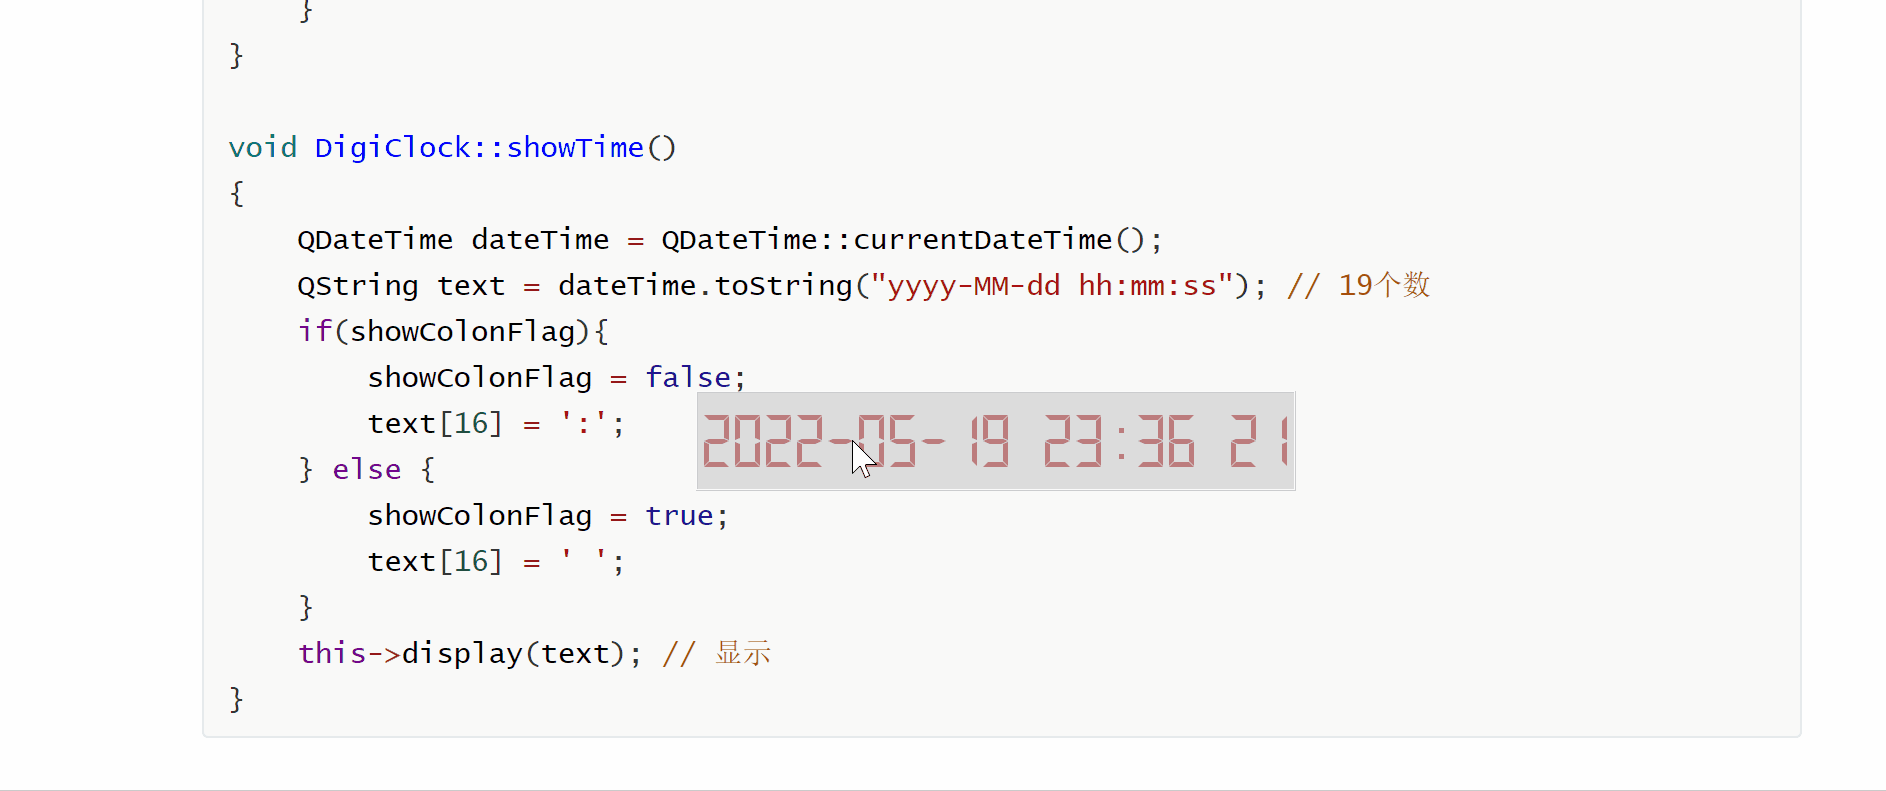 }
}
void DigiClock::showTime()
{
    QDateTime dateTime = QDateTime::currentDateTime();
    QString text = dateTime.toString("yyyy-MM-dd hh:mm:ss"); // 19个数
    if(showColonFlag){
        showColonFlag = false;
        text[16] = ':';
2022-05-19 23:36 21
    } else {
        showColonFlag = true;
        text[16] = ' ';
    }
    this->display(text); // 显示
}